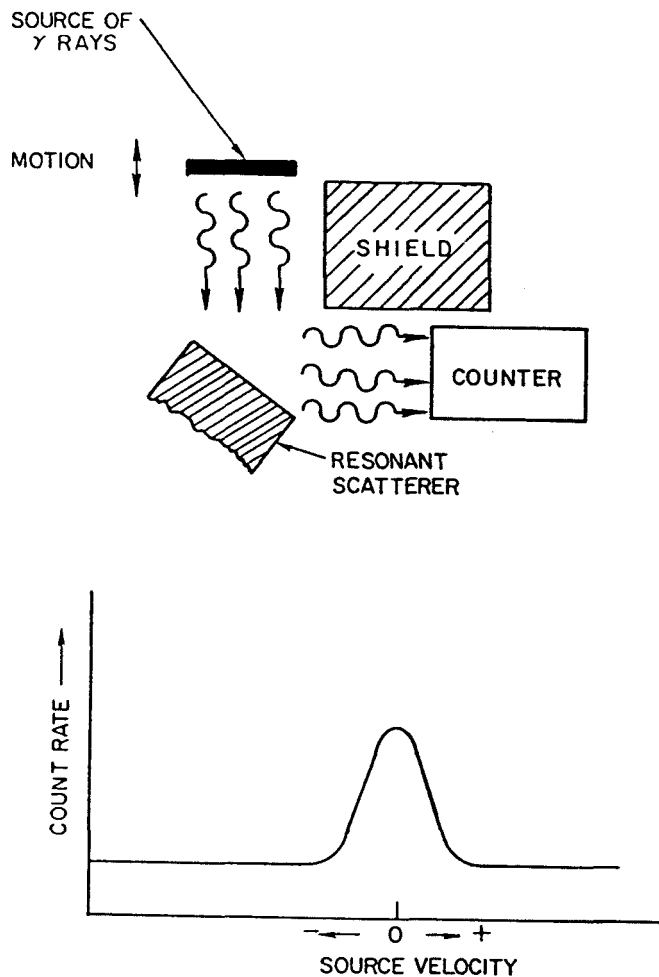 SOURCE OF
γ RAYS
MOTION
SHIELD
COUNTER
RESONANT
SCATTERER
COUNT RATE
- 0 +
SOURCE VELOCITY